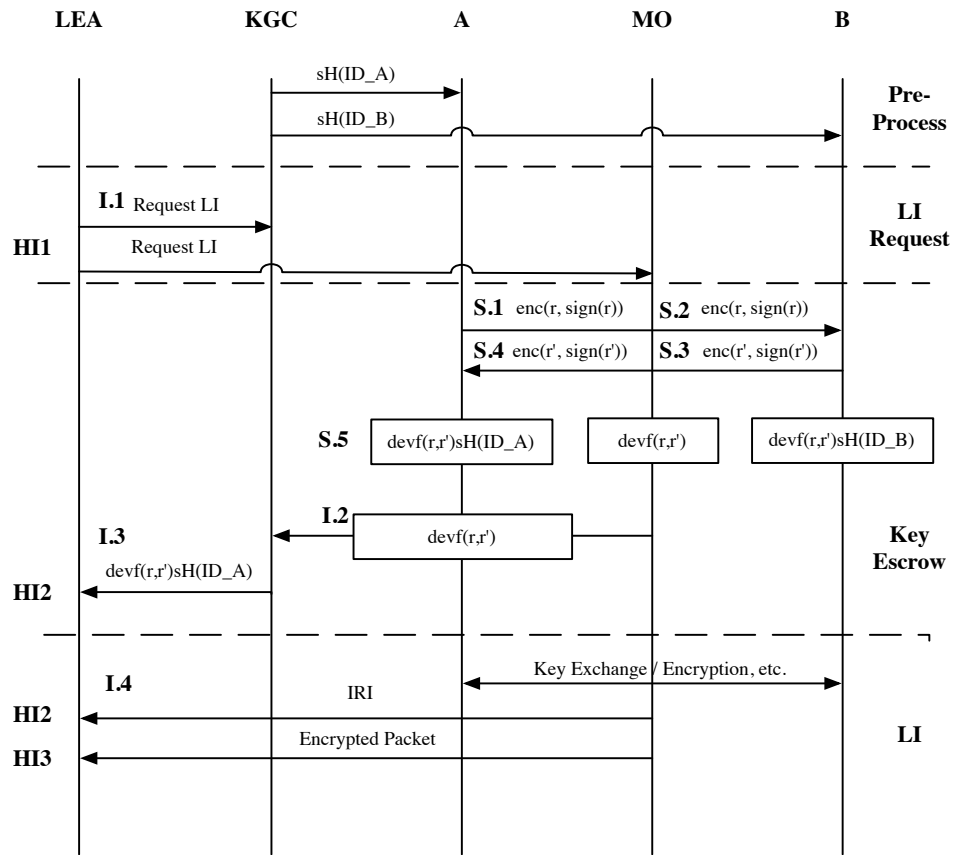 LEA KGC A MO B
sH(ID_A)
sH(ID_B)
Pre-
Process
I.1 Request LI
Request LI
HI1
LI
Request
S.1 enc(r, sign(r)) S.2 enc(r, sign(r))
S.4 enc(r', sign(r')) S.3 enc(r', sign(r'))
S.5 devf(r,r')sH(ID_A) devf(r,r') devf(r,r')sH(ID_B)
I.2
devf(r,r')
I.3
devf(r,r')sH(ID_A)
HI2
Key
Escrow
Key Exchange / Encryption, etc.
I.4
IRI
HI2
Encrypted Packet
HI3
LI